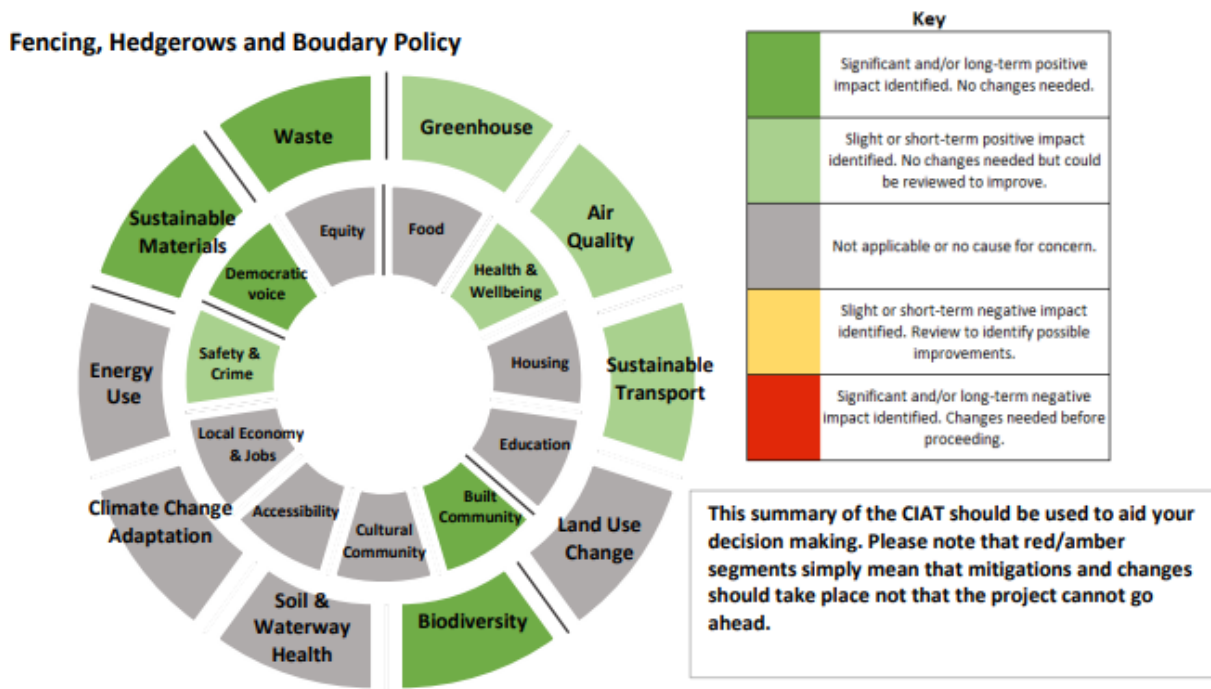 Fencing, Hedgerows and Boudary Policy
Waste
Greenhouse
Air
Quality
Sustainable
Transport
Land Use
Change
Biodiversity
Soil &
Waterway
Health
Climate Change
Adaptation
Energy
Use
Sustainable
Materials
Equity
Food
Health &
Wellbeing
Housing
Education
Built
Community
Cultural
Community
Accessibility
Local Economy
& Jobs
Safety &
Crime
Democratic
voice
Key
Significant and/or long-term positive
impact identified. No changes needed.
Slight or short-term positive impact
identified. No changes needed but could
be reviewed to improve.
Not applicable or no cause for concern.
Slight or short-term negative impact
identified. Review to identify possible
improvements.
Significant and/or long-term negative
impact identified. Changes needed before
proceeding.
This summary of the CIAT should be used to aid your
decision making. Please note that red/amber
segments simply mean that mitigations and changes
should take place not that the project cannot go
ahead.